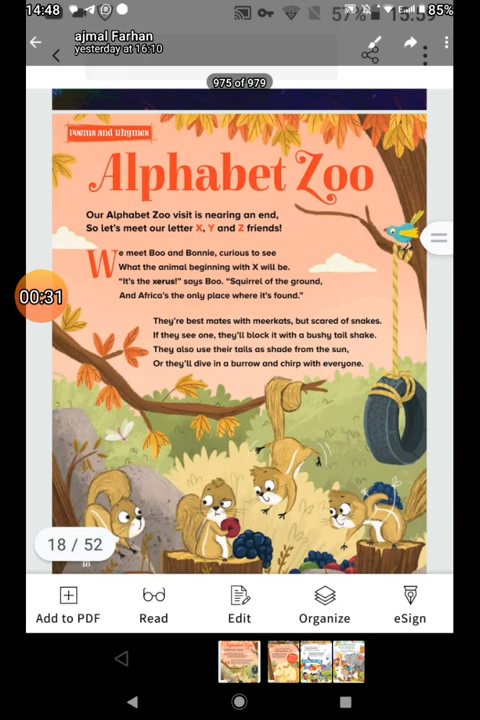 14:48
57%
15:59
85%
ajmal Farhan
yesterday at 16:10
975 of 979
Poems and Rhymes
Alphabet Zoo
Our Alphabet Zoo visit is nearing an end,
So let's meet our letter X, Y and Z friends!
We meet Boo and Bonnie, curious to see
What the animal beginning with X will be.
"It's the xerus!" says Boo. "Squirrel of the ground,
And Africa's the only place where it's found."
00:31
They're best mates with meerkats, but scared of snakes.
If they see one, they'll block it with a bushy tail shake.
They also use their tails as shade from the sun,
Or they'll dive in a burrow and chirp with everyone.
18 / 52
18
Add to PDF
Read
Edit
Organize
eSign